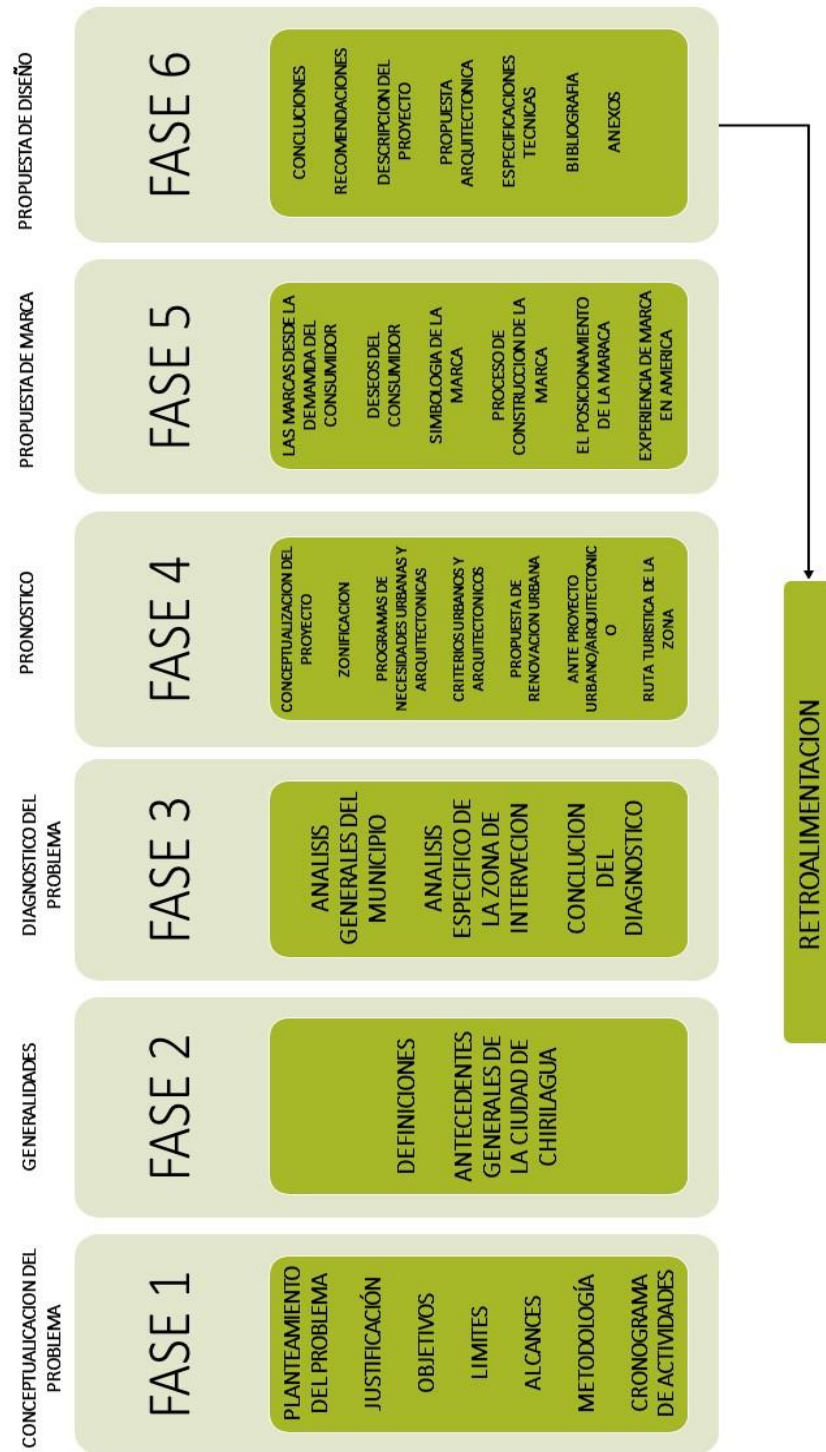 CONCEPTUALICACION DEL
PROBLEMA
FASE 1
PLANTEAMIENTO
DEL PROBLEMA
JUSTIFICACIÓN
OBJETIVOS
LIMITES
ALCANCES
METODOLOGÍA
CRONOGRAMA
DE ACTIVIDADES
GENERALIDADES
FASE 2
DEFINICIONES
ANTECEDENTES
GENERALES DE
LA CIUDAD DE
CHIRILAGUA
DIAGNOSTICO DEL
PROBLEMA
FASE 3
ANALISIS
GENERALES DEL
MUNICIPIO
ANALISIS
ESPECIFICO DE
LA ZONA DE
INTERVECION
CONCLUCION
DEL
DIAGNOSTICO
PRONOSTICO
FASE 4
CONCEPTUALIZACION DEL
PROYECTO
ZONIFICACION
PROGRAMAS DE
NECESIDADES URBANAS Y
ARQUITECTONICAS
CRITERIOS URBANOS Y
ARQUITECTONICOS
PROPUESTA DE
RENOVACION URBANA
ANTE PROYECTO
URBANO/ARQUITECTONIC
O
RUTA TURISTICA DE LA
ZONA
PROPUESTA DE MARCA
FASE 5
LAS MARCAS DESDE LA
DEMAMDA DEL
CONSUMIDOR
DESEOS DEL
CONSUMIDOR
SIMBOLOGIA DE LA
MARCA
PROCESO DE
CONSTRUCCION DE LA
MARCA
EL POSICIONAMIENTO
DE LA MARACA
EXPERIENCIA DE MARCA
EN AMERICA
PROPUESTA DE DISEÑO
FASE 6
CONCLUCIONES
RECOMENDACIONES
DESCRIPCION DEL
PROYECTO
PROPUESTA
ARQUITECTONICA
ESPECIFICACIONES
TECNICAS
BIBLIOGRAFIA
ANEXOS
RETROALIMENTACION